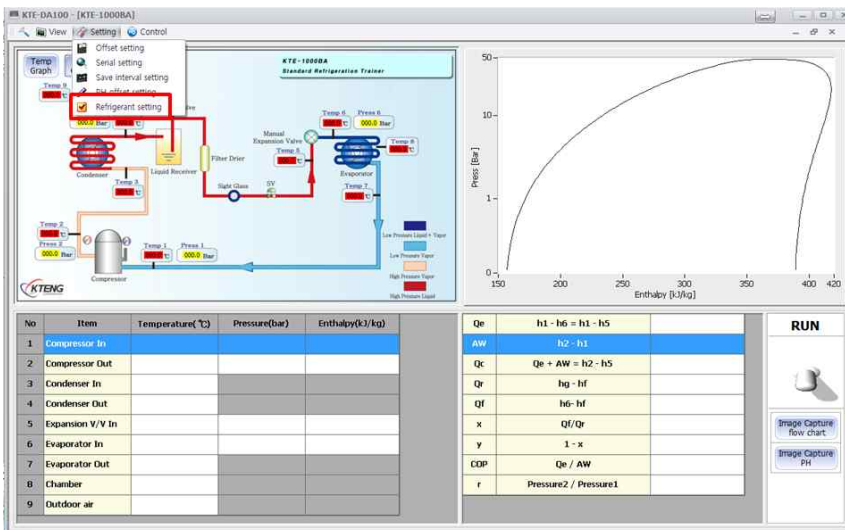 KTE-DA100 - [KTE-1000BA]
View Setting Control
Offset setting
Serial setting
Save interval setting
PH offset setting
Refrigerant setting
Temp
Graph
KTE-1000BA
Standard Refrigeration Trainer
Temp 9
000.0 Bar
℃
Temp 6 Press 6
℃ 000.0 Bar
Manual
Expansion Valve
Temp 5
℃
Temp 8
℃
Condenser
Liquid Receiver
Filter Drier
Evaporator
Temp 3
℃
Sight Glass
SV
Temp 7
℃
Temp 2
℃
Press 2
000.0 Bar
Temp 1 Press 1
℃ 000.0 Bar
Compressor
Low Pressure Liquid + Vapor
Low Pressure Vapor
High Pressure Vapor
High Pressure Liquid
KTENG
Press [Bar]
50
10
1
0
150 200 250 300 350 400 420
Enthalpy [kJ/kg]
No Item Temperature( ℃) Pressure(bar) Enthalpy(kJ/kg)
1 Compressor In
2 Compressor Out
3 Condenser In
4 Condenser Out
5 Expansion V/V In
6 Evaporator In
7 Evaporator Out
8 Chamber
9 Outdoor air
Qe h1 - h6 = h1 - h5
AW h2 - h1
Qc Qe + AW = h2 - h5
Qr hg - hf
Qf h6- hf
x Qf/Qr
y 1 - x
COP Qe / AW
r Pressure2 / Pressure1
RUN
Image Capture
flow chart
Image Capture
PH